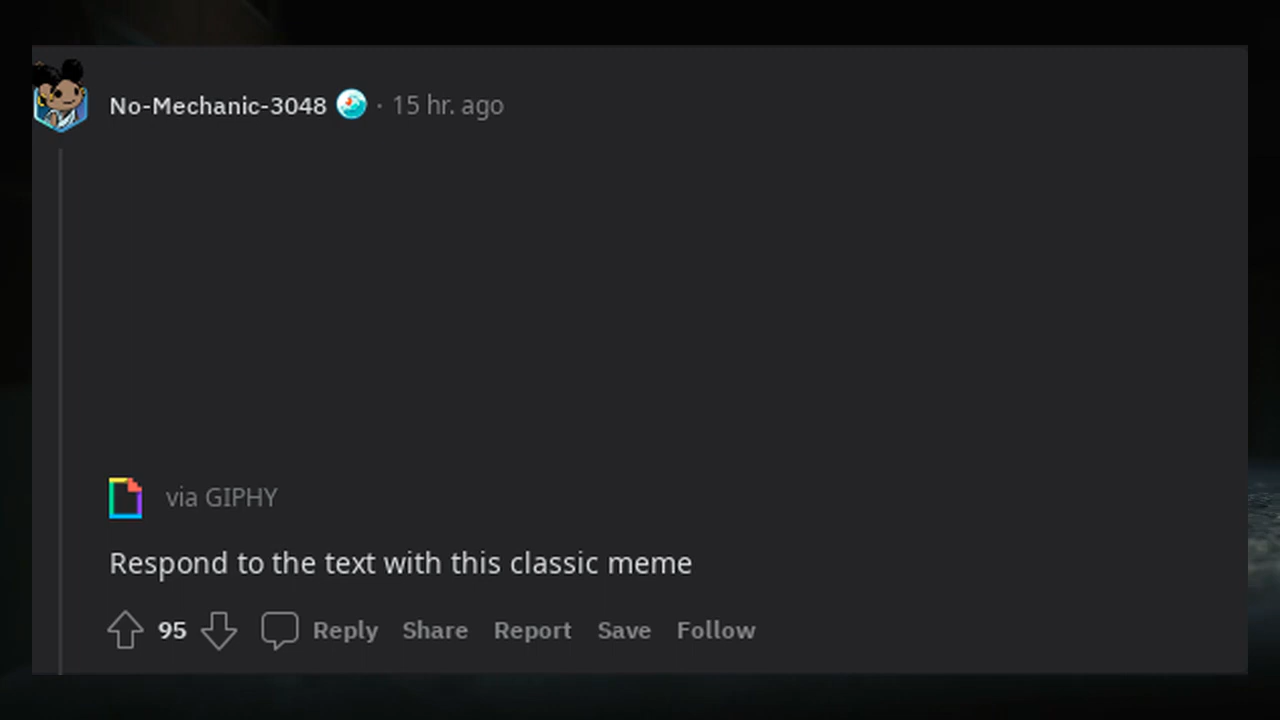 No-Mechanic-3048 · 15 hr. ago
via GIPHY
Respond to the text with this classic meme
95 Reply Share Report Save Follow